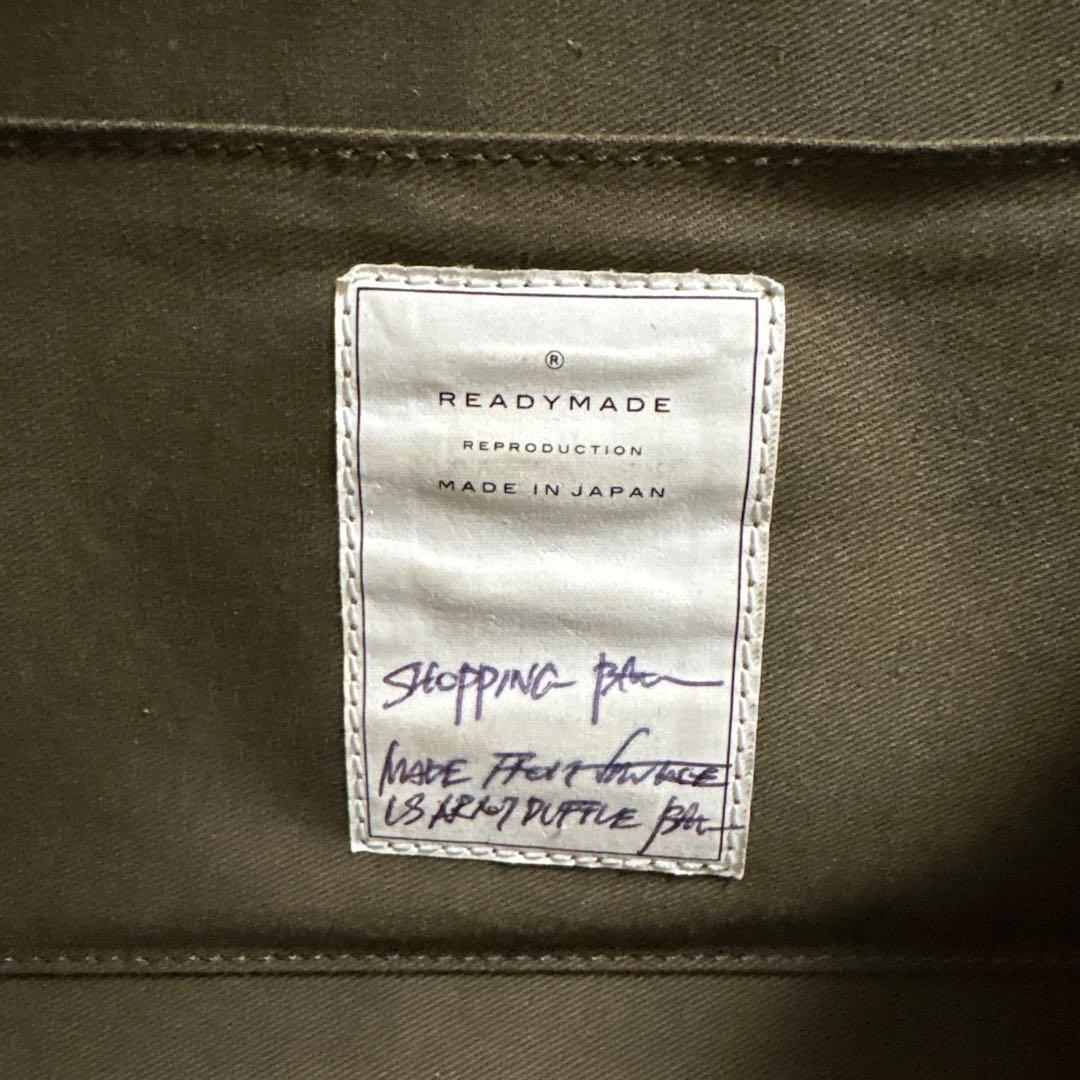 ®
READYMADE
REPRODUCTION
MADE IN JAPAN
SHOPPING BAG
MADE FROM VINTAGE
US ARMY DUFFLE BAG